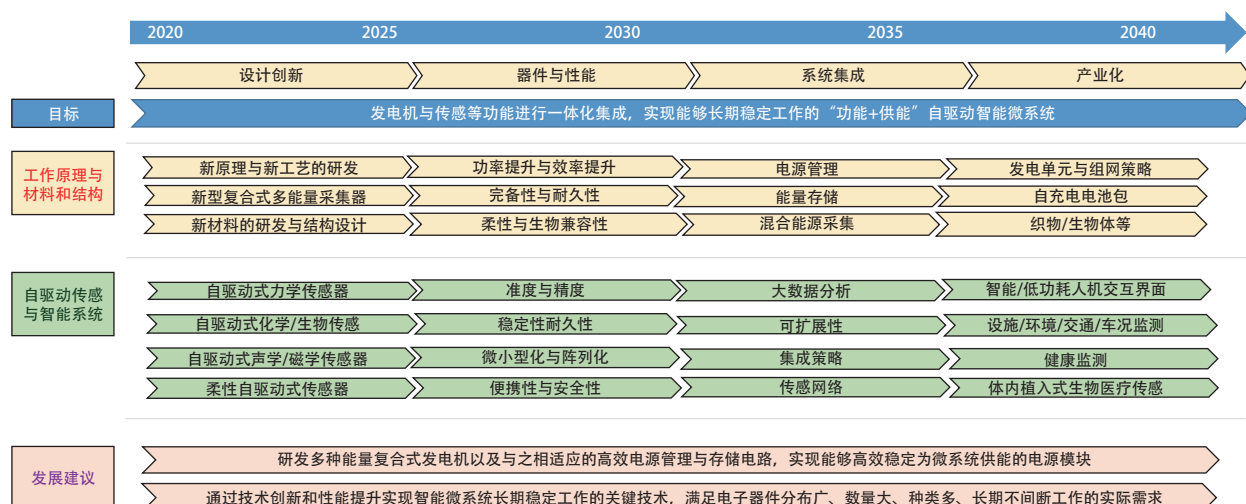 2020 2025 2030 2035 2040
设计创新 器件与性能 系统集成 产业化
目标 发电机与传感等功能进行一体化集成，实现能够长期稳定工作的“功能+供能”自驱动智能微系统
工作原理与
材料和结构
新原理与新工艺的研发 功率提升与效率提升 电源管理 发电单元与组网策略
新型复合式多能量采集器 完备性与耐久性 能量存储 自充电电池包
新材料的研发与结构设计 柔性与生物兼容性 混合能源采集 织物/生物体等
自驱动传感
与智能系统
自驱动式力学传感器 准度与精度 大数据分析 智能/低功耗人机交互界面
自驱动式化学/生物传感 稳定性耐久性 可扩展性 设施/环境/交通/车况监测
自驱动式声学/磁学传感器 微小型化与阵列化 集成策略 健康监测
柔性自驱动式传感器 便携性与安全性 传感网络 体内植入式生物医疗传感
发展建议
研发多种能量复合式发电机以及与之相适应的高效电源管理与存储电路，实现能够高效稳定为微系统供能的电源模块
通过技术创新和性能提升实现智能微系统长期稳定工作的关键技术，满足电子器件分布广、数量大、种类多、长期不间断工作的实际需求